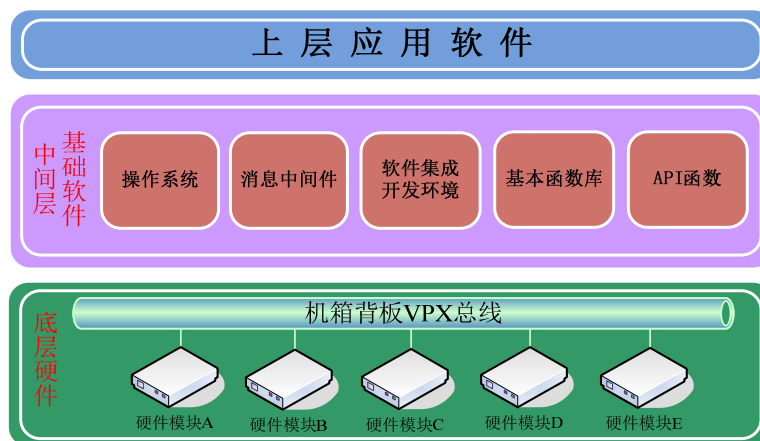 上层应用软件
中间层
基础软件
操作系统
消息中间件
软件集成
开发环境
基本函数库
API函数
底层硬件
机箱背板VPX总线
硬件模块A
硬件模块B
硬件模块C
硬件模块D
硬件模块E